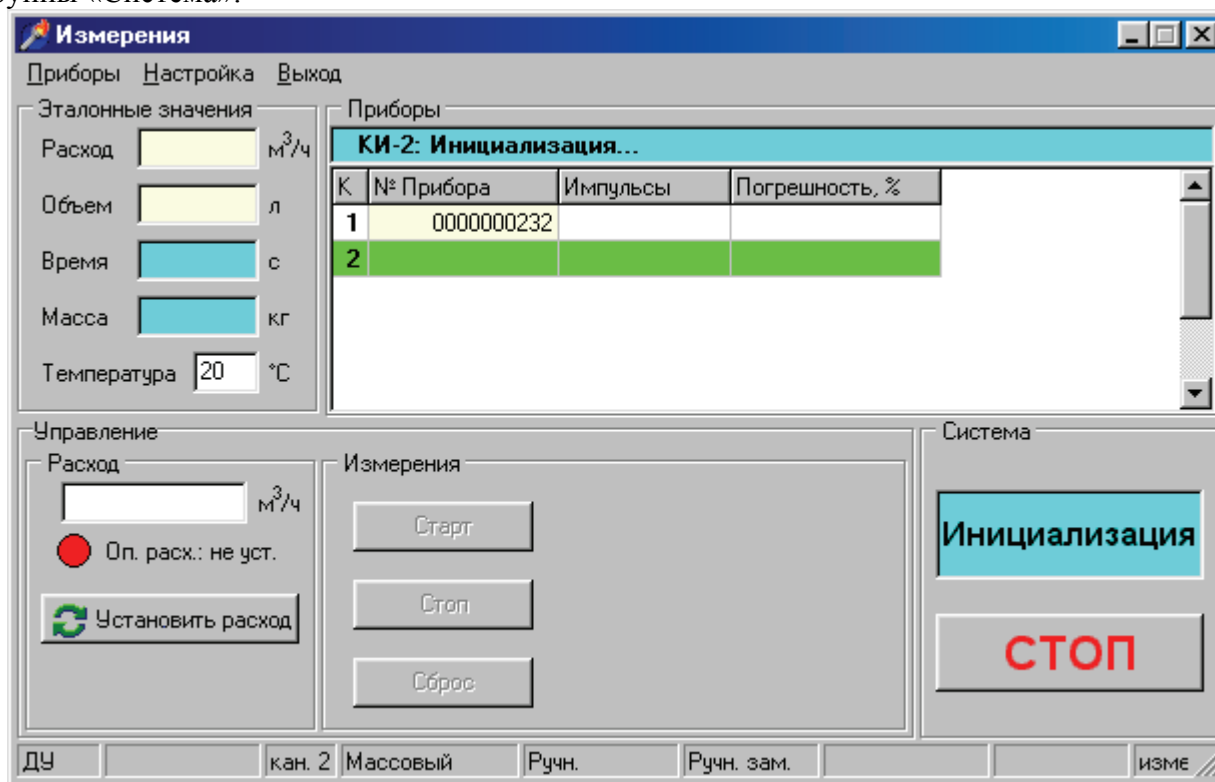 «Система».
Измерения
Приборы Настройка Выход
Эталонные значения
Расход м³/ч
Объем л
Время с
Масса кг
Температура 20 °С
Приборы
КИ-2: Инициализация...
К № Прибора Импульсы Погрешность, %
1 0000000232
2
Управление
Расход
м³/ч
Оп. расх.: не уст.
Установить расход
Измерения
Старт
Стоп
Сброс
Система
Инициализация
СТОП
ДУ кан. 2 Массовый Ручн. Ручн. зам. изме